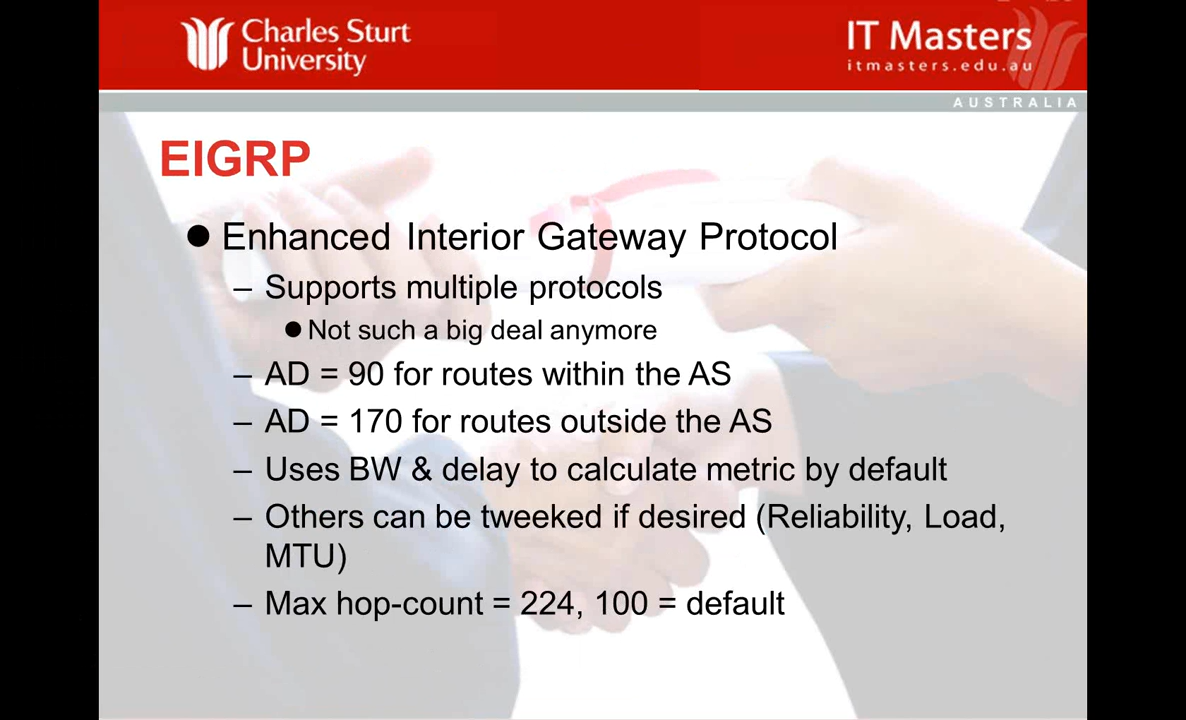 Charles Sturt
University
IT Masters
itmasters.edu.au
AUSTRALIA
EIGRP
● Enhanced Interior Gateway Protocol
– Supports multiple protocols
● Not such a big deal anymore
– AD = 90 for routes within the AS
– AD = 170 for routes outside the AS
– Uses BW & delay to calculate metric by default
– Others can be tweeked if desired (Reliability, Load,
MTU)
– Max hop-count = 224, 100 = default